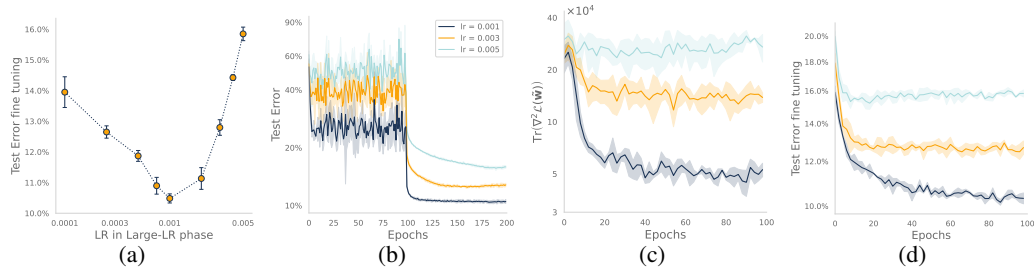 16.0%
15.0%
14.0%
13.0%
12.0%
11.0%
10.0%
Test Error fine tuning
0.0001
0.0003
0.001
0.005
LR in Large-LR phase
(a)
80%
60%
40%
20%
10%
Test Error
lr = 0.001
lr = 0.003
lr = 0.005
0 25 50 75 100 125 150 175 200
Epochs
(b)
×10⁴
30
20
10
5
3
Tr(∇²ℒ(ŵ))
0 20 40 60 80 100
Epochs
(c)
20.0%
18.0%
16.0%
14.0%
12.0%
10.0%
Test Error fine tuning
0 20 40 60 80 100
Epochs
(d)